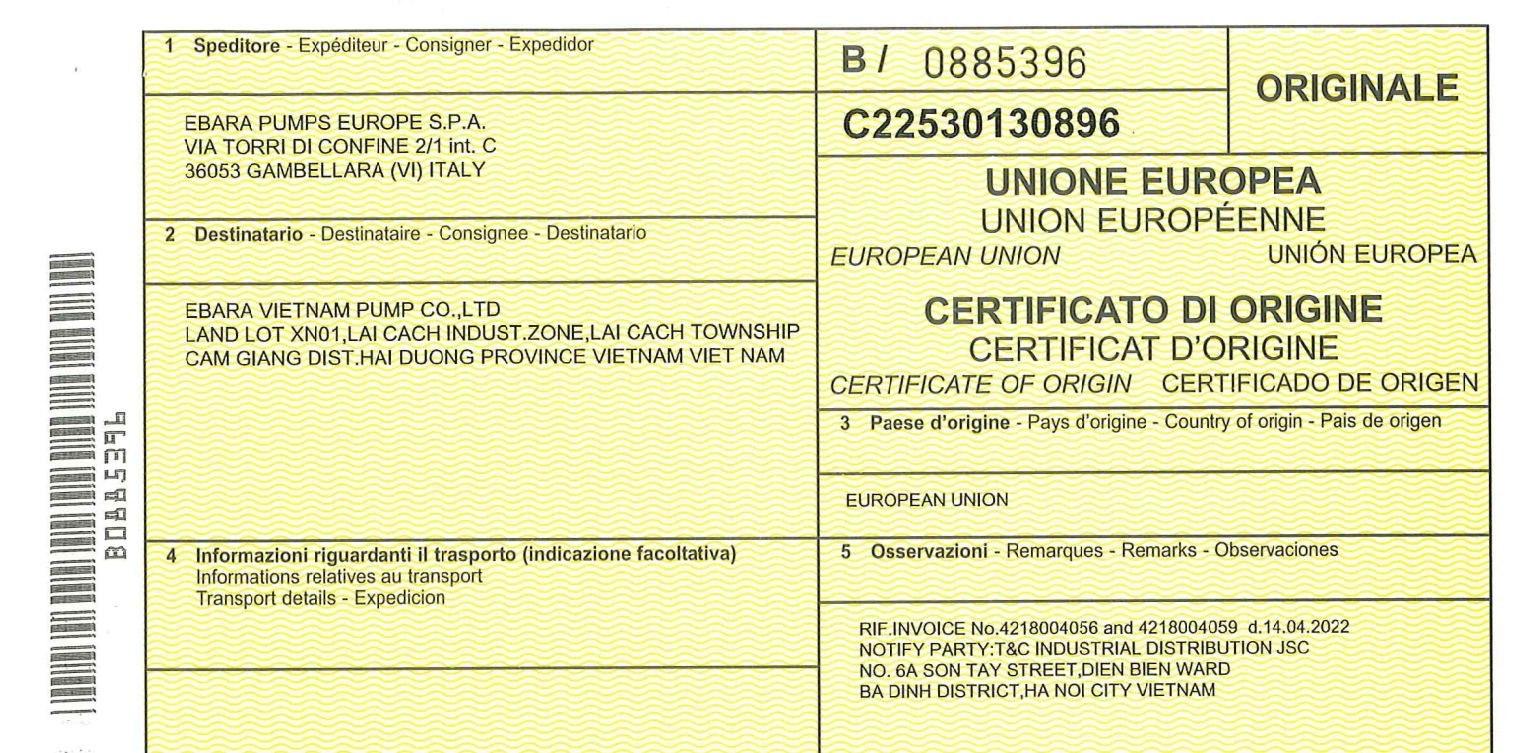 1 Speditore - Expéditeur - Consigner - Expedidor
EBARA PUMPS EUROPE S.P.A.
VIA TORRI DI CONFINE 2/1 int. C
36053 GAMBELLARA (VI) ITALY
2 Destinatario - Destinataire - Consignee - Destinatario
EBARA VIETNAM PUMP CO.,LTD
LAND LOT XN01,LAI CACH INDUST.ZONE,LAI CACH TOWNSHIP
CAM GIANG DIST.HAI DUONG PROVINCE VIETNAM VIET NAM
4 Informazioni riguardanti il trasporto (indicazione facoltativa)
Informations relatives au transport
Transport details - Expedicion
B / 0885396
ORIGINALE
C22530130896
UNIONE EUROPEA
UNION EUROPÉENNE
EUROPEAN UNION UNIÓN EUROPEA
CERTIFICATO DI ORIGINE
CERTIFICAT D'ORIGINE
CERTIFICATE OF ORIGIN CERTIFICADO DE ORIGEN
3 Paese d'origine - Pays d'origine - Country of origin - Pais de origen
EUROPEAN UNION
5 Osservazioni - Remarques - Remarks - Observaciones
RIF.INVOICE No.4218004056 and 4218004059 d.14.04.2022
NOTIFY PARTY:T&C INDUSTRIAL DISTRIBUTION JSC
NO. 6A SON TAY STREET,DIEN BIEN WARD
BA DINH DISTRICT,HA NOI CITY VIETNAM
B0885396